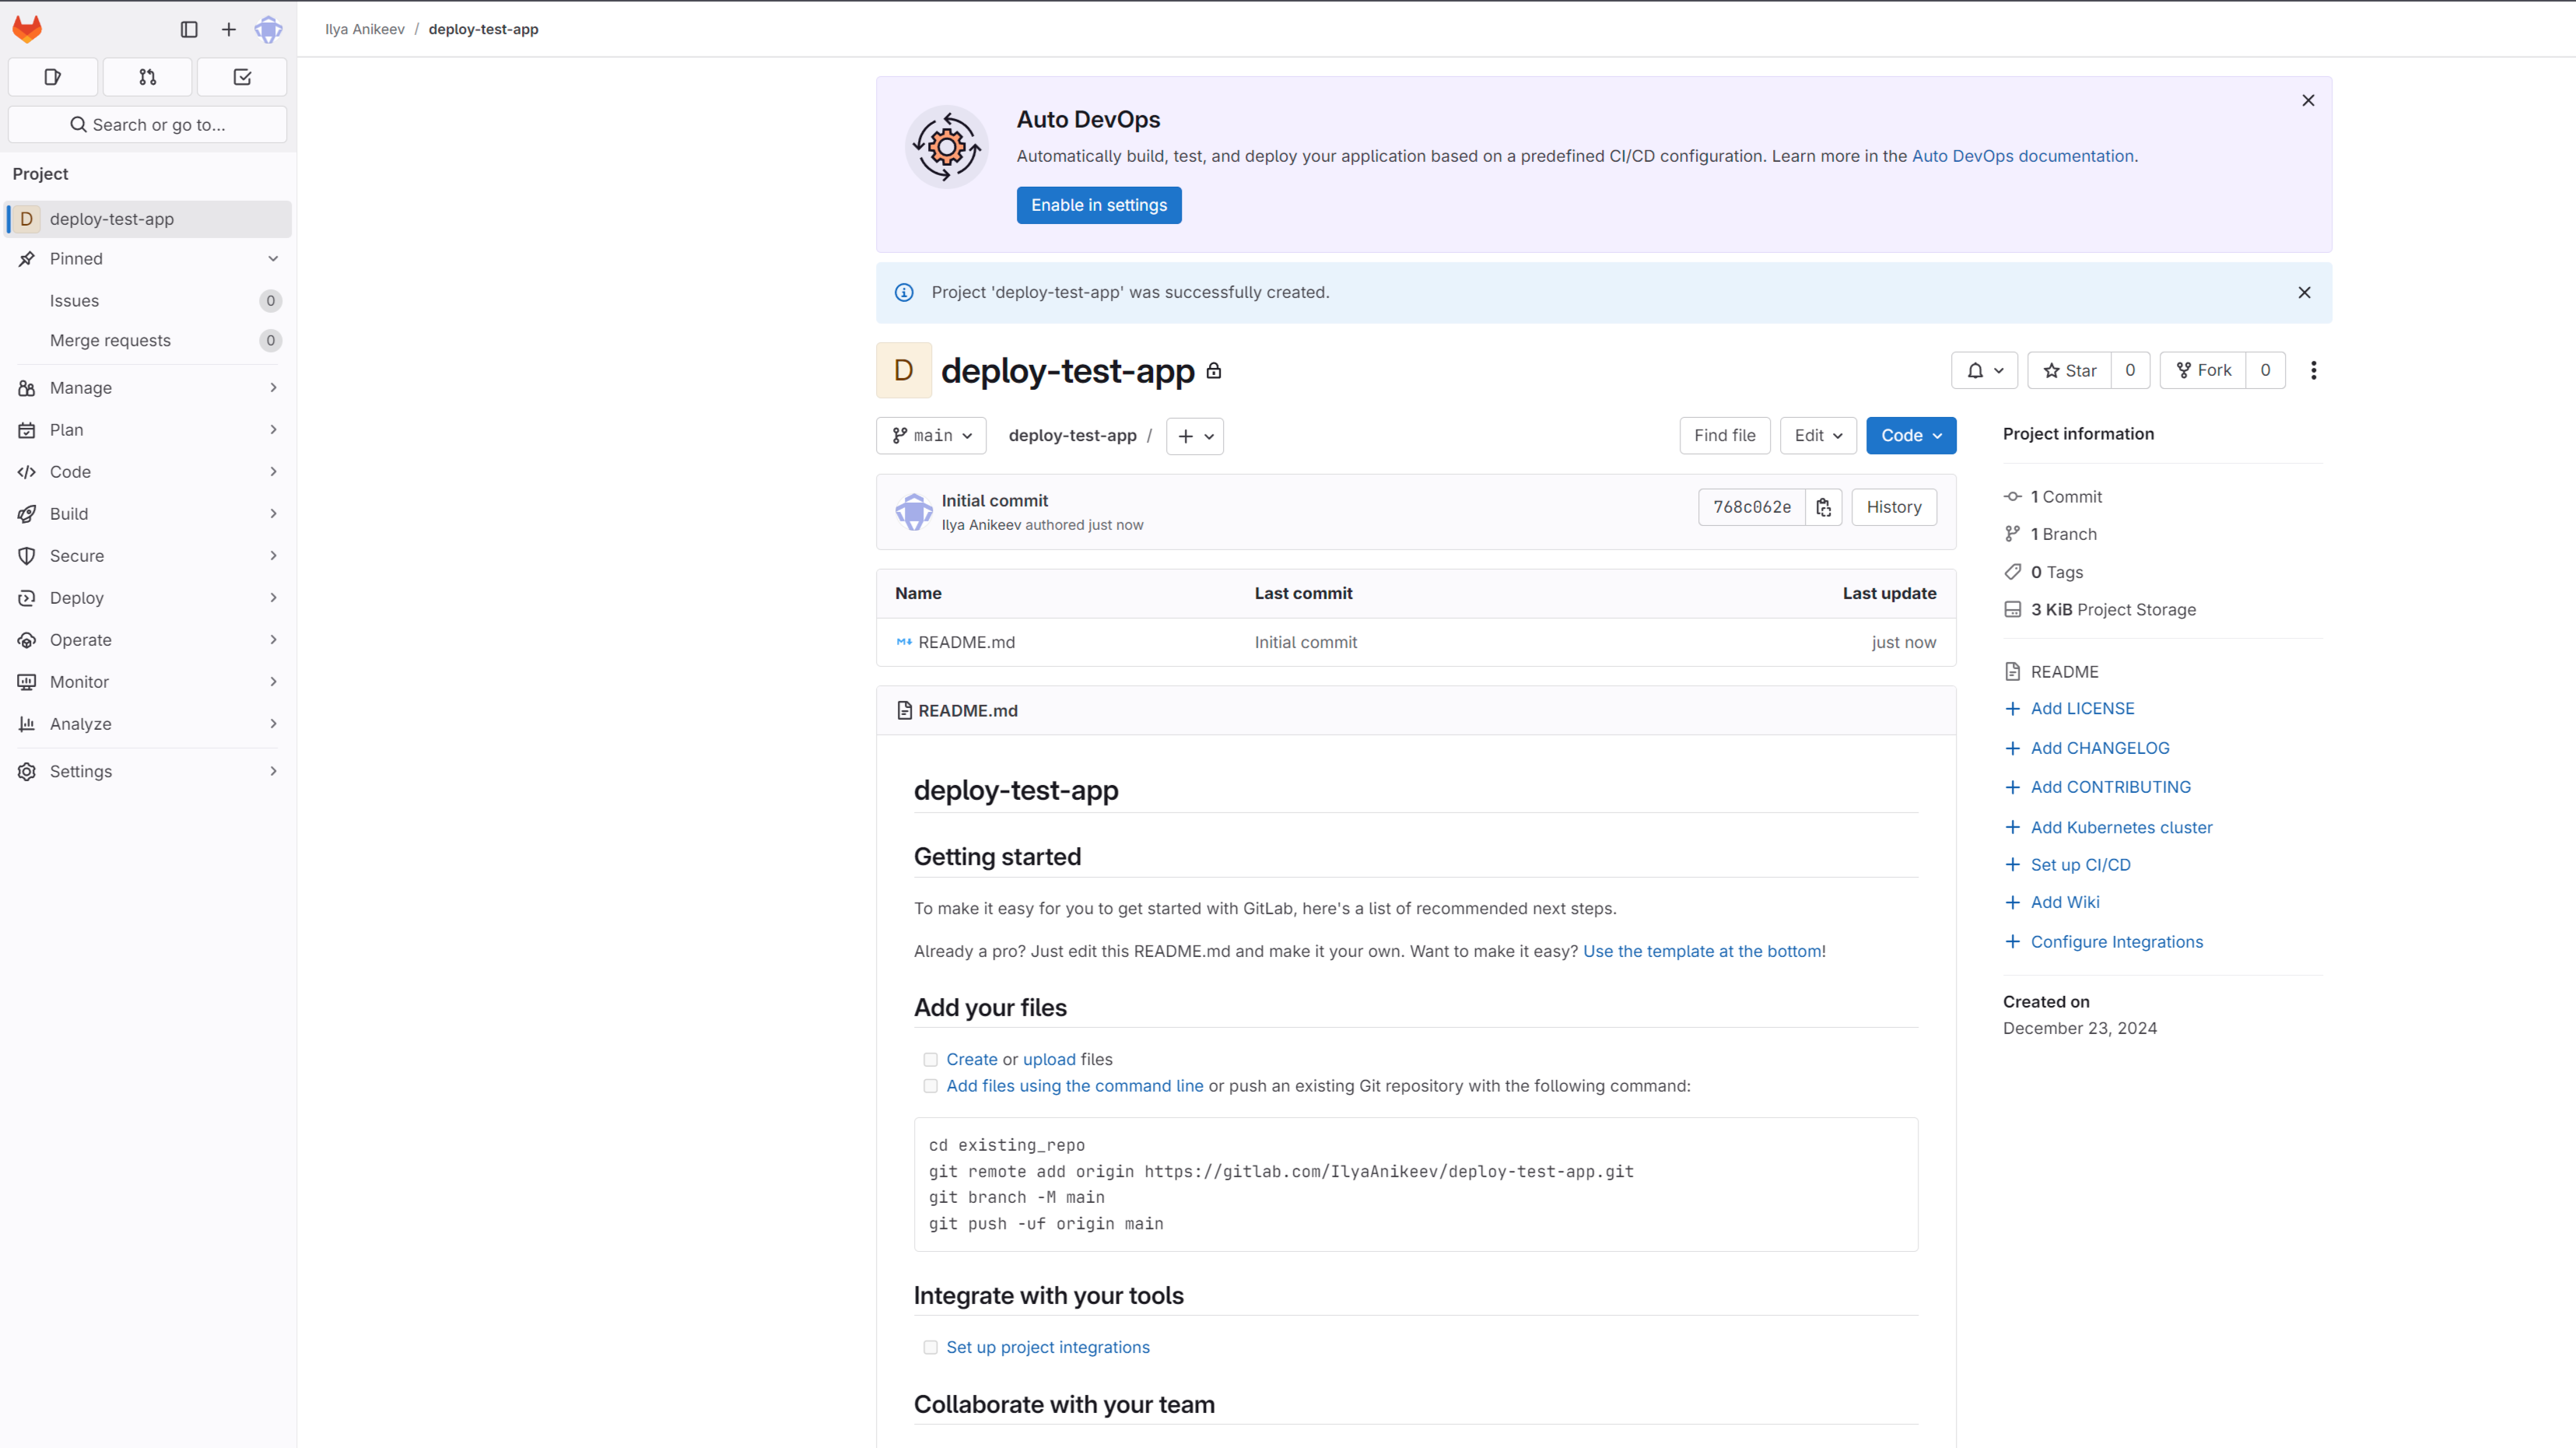 Ilya Anikeev / deploy-test-app
Search or go to...
Project
D deploy-test-app
Pinned
Issues 0
Merge requests 0
Manage
Plan
Code
Build
Secure
Deploy
Operate
Monitor
Analyze
Settings
Auto DevOps
Automatically build, test, and deploy your application based on a predefined CI/CD configuration. Learn more in the Auto DevOps documentation.
Enable in settings
Project 'deploy-test-app' was successfully created.
D deploy-test-app
Star 0 Fork 0
main deploy-test-app / Find file Edit Code
Initial commit
Ilya Anikeev authored just now
768c062e History
Name Last commit Last update
README.md Initial commit just now
README.md
deploy-test-app
Getting started
To make it easy for you to get started with GitLab, here's a list of recommended next steps.
Already a pro? Just edit this README.md and make it your own. Want to make it easy? Use the template at the bottom!
Add your files
Create or upload files
Add files using the command line or push an existing Git repository with the following command:
cd existing_repo
git remote add origin https://gitlab.com/IlyaAnikeev/deploy-test-app.git
git branch -M main
git push -uf origin main
Integrate with your tools
Set up project integrations
Collaborate with your team
Project information
1 Commit
1 Branch
0 Tags
3 KiB Project Storage
README
Add LICENSE
Add CHANGELOG
Add CONTRIBUTING
Add Kubernetes cluster
Set up CI/CD
Add Wiki
Configure Integrations
Created on
December 23, 2024